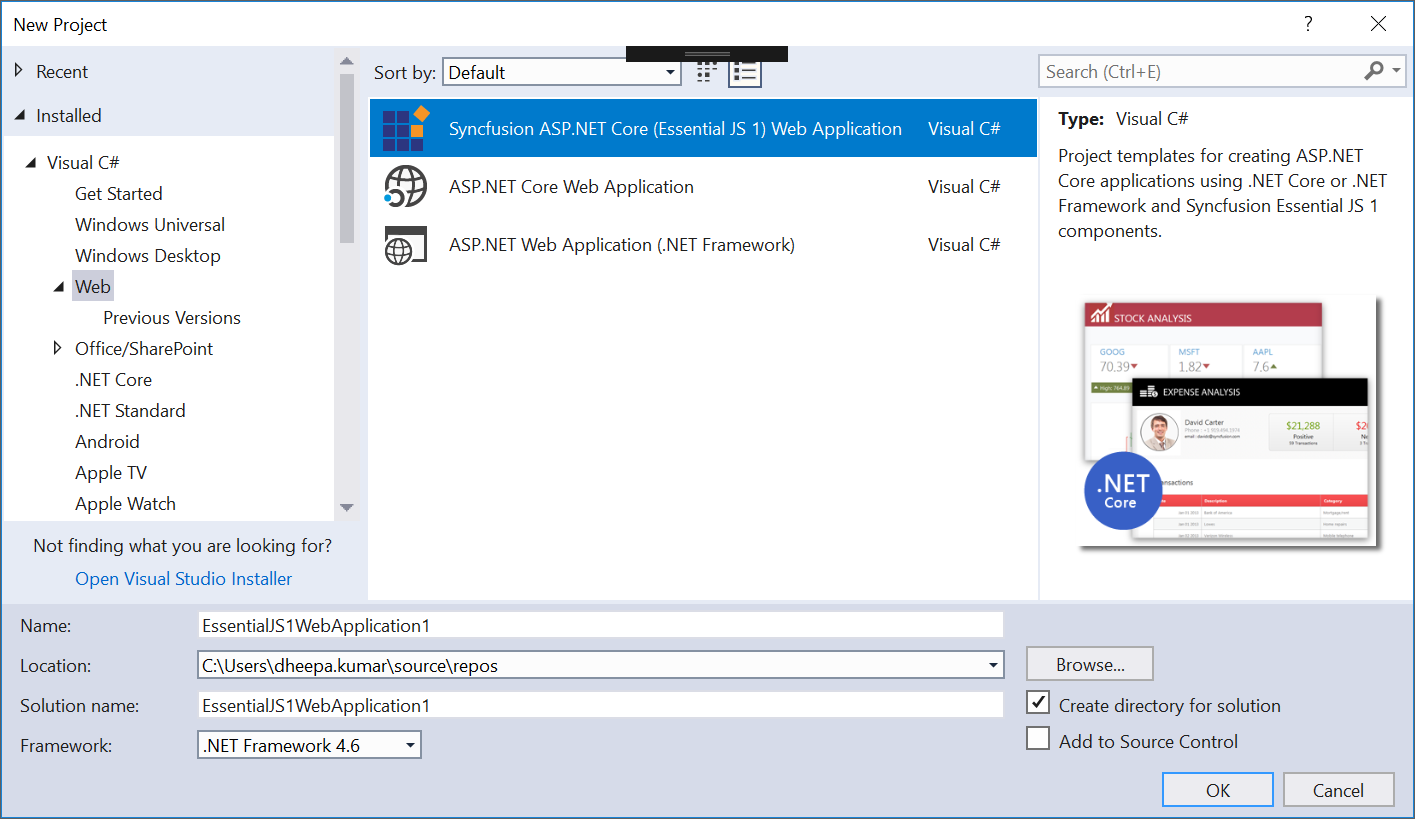 New Project
?
Recent
Installed
Visual C#
Get Started
Windows Universal
Windows Desktop
Web
Previous Versions
Office/SharePoint
.NET Core
.NET Standard
Android
Apple TV
Apple Watch
Not finding what you are looking for?
Open Visual Studio Installer
Sort by: Default
Syncfusion ASP.NET Core (Essential JS 1) Web Application Visual C#
ASP.NET Core Web Application Visual C#
ASP.NET Web Application (.NET Framework) Visual C#
Search (Ctrl+E)
Type: Visual C#
Project templates for creating ASP.NET
Core applications using .NET Core or .NET
Framework and Syncfusion Essential JS 1
components.
STOCK ANALYSIS
GOOG MSFT AAPL
70.39 1.82 7.6
EXPENSE ANALYSIS
David Carter
$21,288
Positive
.NET
Core
Description Category
Name: EssentialJS1WebApplication1
Location: C:\Users\dheepa.kumar\source\repos Browse...
Solution name: EssentialJS1WebApplication1
Create directory for solution
Framework: .NET Framework 4.6
Add to Source Control
OK Cancel